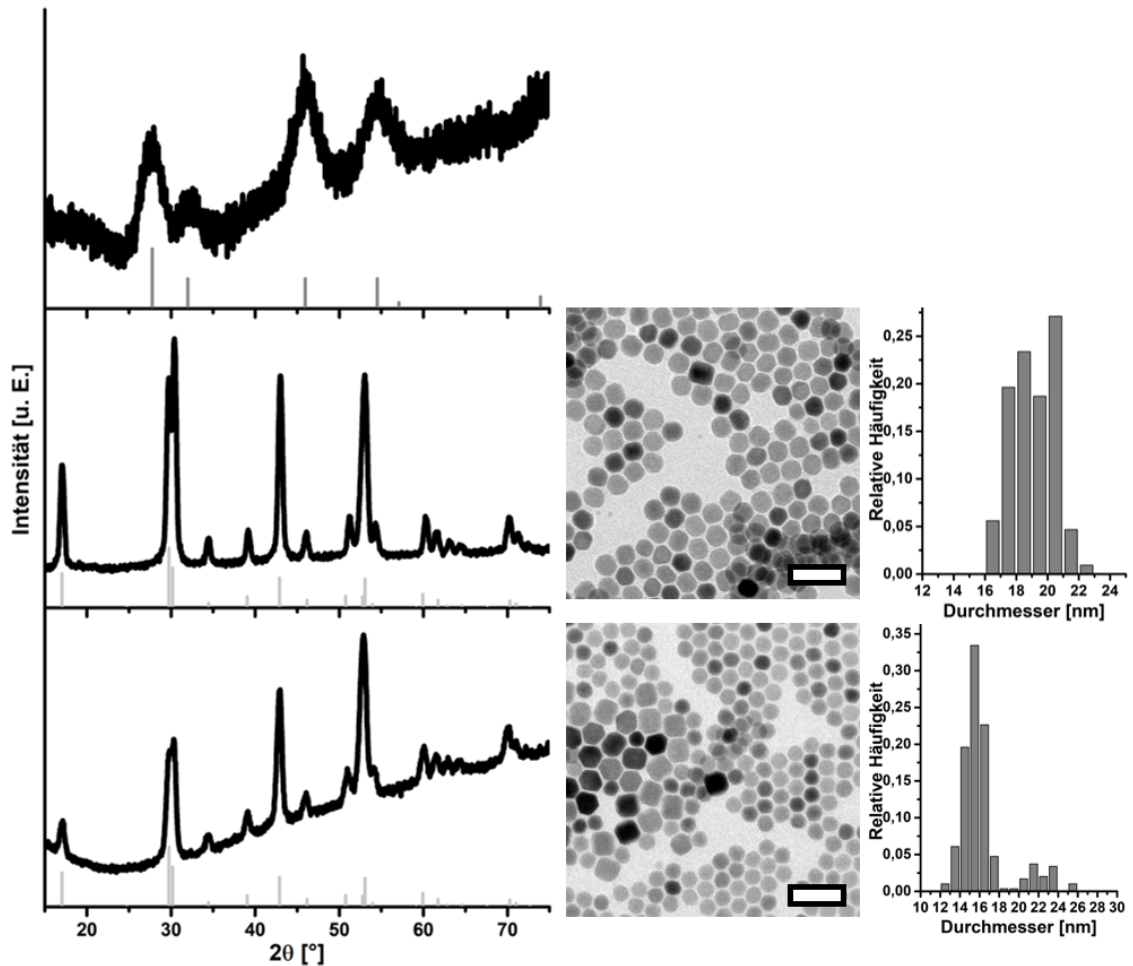 Intensität [u. E.]
20 30 40 50 60 70
2θ [°]
Relative Häufigkeit
0,25
0,20
0,15
0,10
0,05
0,00
12 14 16 18 20 22 24
Durchmesser [nm]
Relative Häufigkeit
0,35
0,30
0,25
0,20
0,15
0,10
0,05
0,00
10 12 14 16 18 20 22 24 26 28 30
Durchmesser [nm]